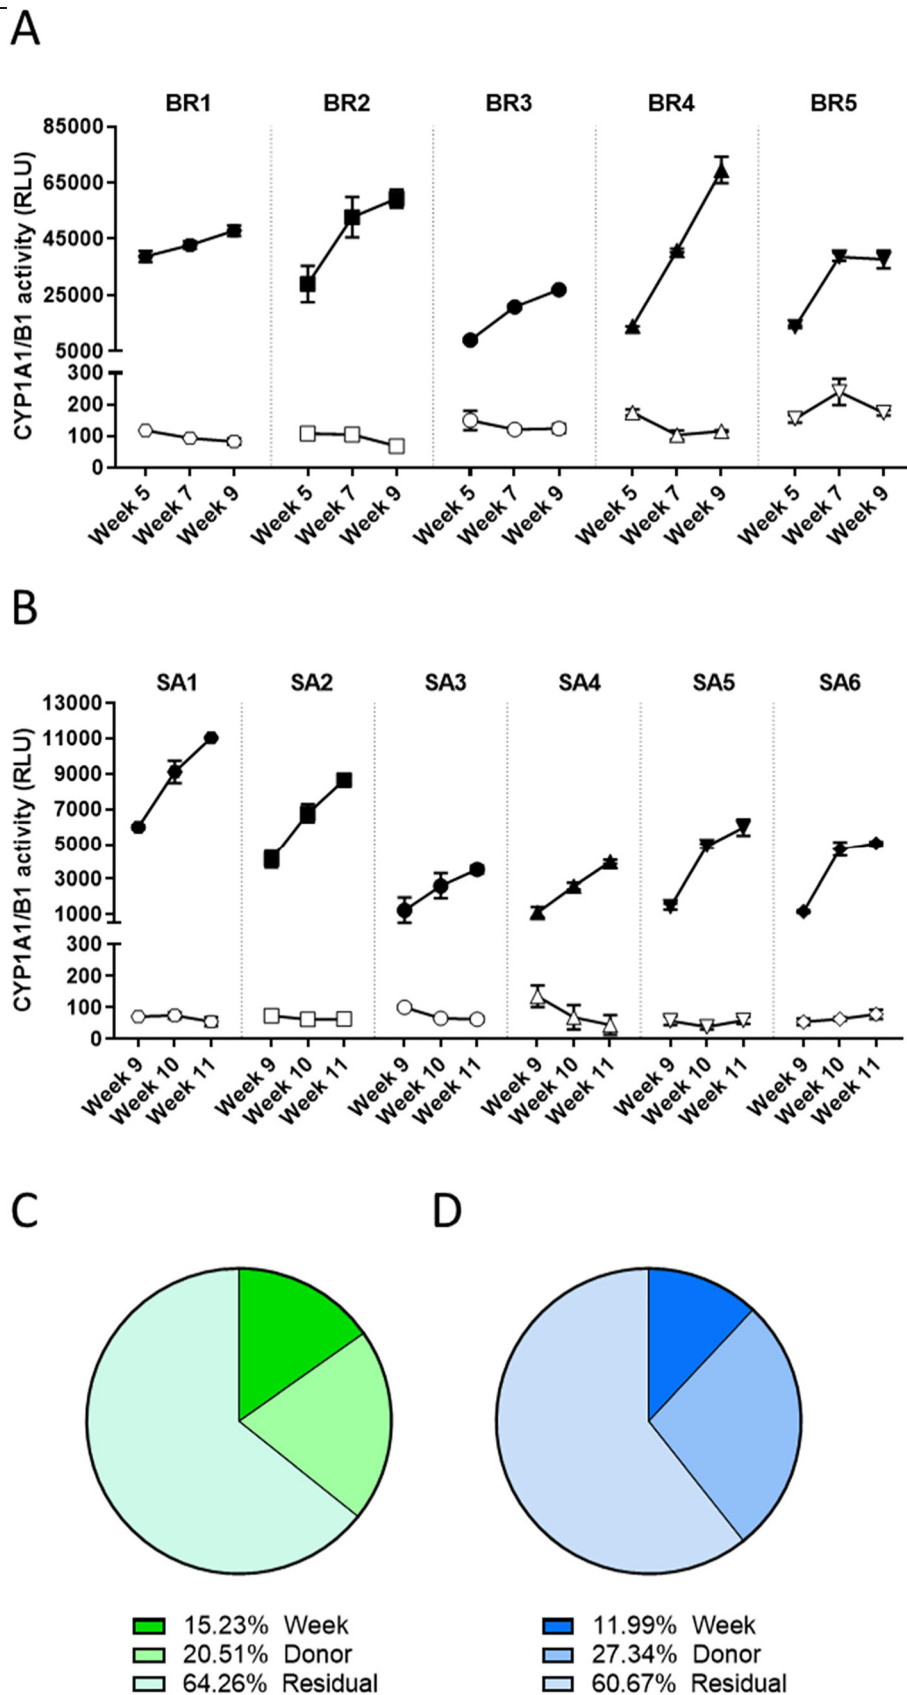 A
BR1 BR2 BR3 BR4 BR5
CYP1A1/B1 activity (RLU)
85000
65000
45000
25000
5000
300
200
100
0
Week 5 Week 7 Week 9 Week 5 Week 7 Week 9 Week 5 Week 7 Week 9 Week 5 Week 7 Week 9 Week 5 Week 7 Week 9
B
SA1 SA2 SA3 SA4 SA5 SA6
CYP1A1/B1 activity (RLU)
13000
11000
9000
7000
5000
3000
1000
300
200
100
0
Week 9 Week 10 Week 11 Week 9 Week 10 Week 11 Week 9 Week 10 Week 11 Week 9 Week 10 Week 11 Week 9 Week 10 Week 11 Week 9 Week 10 Week 11
C
15.23% Week
20.51% Donor
64.26% Residual
D
11.99% Week
27.34% Donor
60.67% Residual